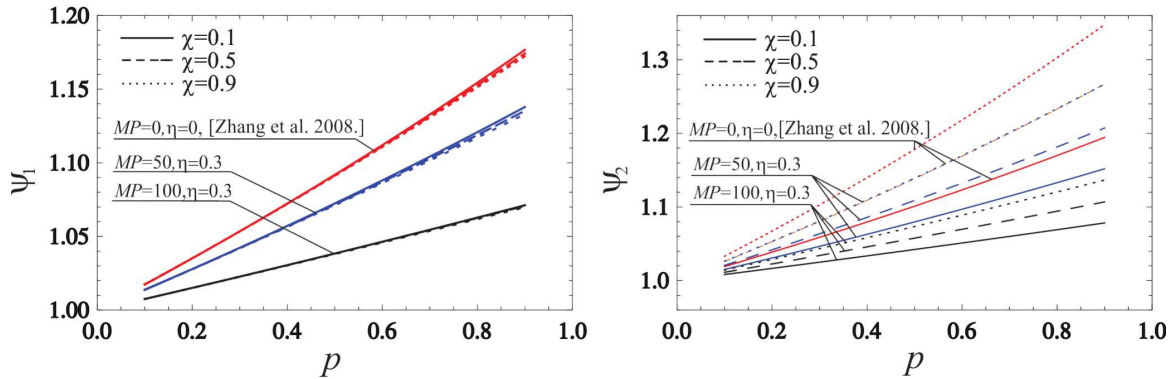 1.20
1.15
1.10
1.05
1.00
ψ1
χ=0.1
χ=0.5
χ=0.9
MP=0,η=0, [Zhang et al. 2008.]
MP=50,η=0.3
MP=100,η=0.3
0.0 0.2 0.4 0.6 0.8 1.0
p
1.3
1.2
1.1
1.0
ψ2
χ=0.1
χ=0.5
χ=0.9
MP=0,η=0,[Zhang et al. 2008.]
MP=50,η=0.3
MP=100,η=0.3
0.0 0.2 0.4 0.6 0.8 1.0
p